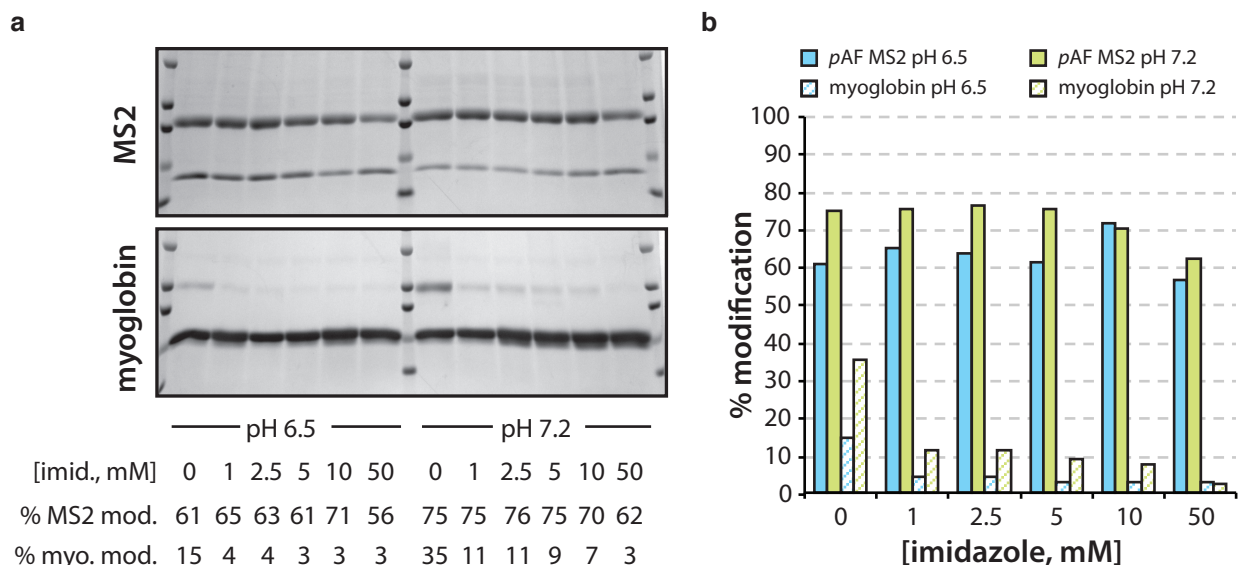 a
MS2
myoglobin
pH 6.5 pH 7.2
[imid., mM] 0 1 2.5 5 10 50 0 1 2.5 5 10 50
% MS2 mod. 61 65 63 61 71 56 75 75 76 75 70 62
% myo. mod. 15 4 4 3 3 3 35 11 11 9 7 3
b
pAF MS2 pH 6.5 pAF MS2 pH 7.2
myoglobin pH 6.5 myoglobin pH 7.2
% modification
100
90
80
70
60
50
40
30
20
10
0
0 1 2.5 5 10 50
[imidazole, mM]